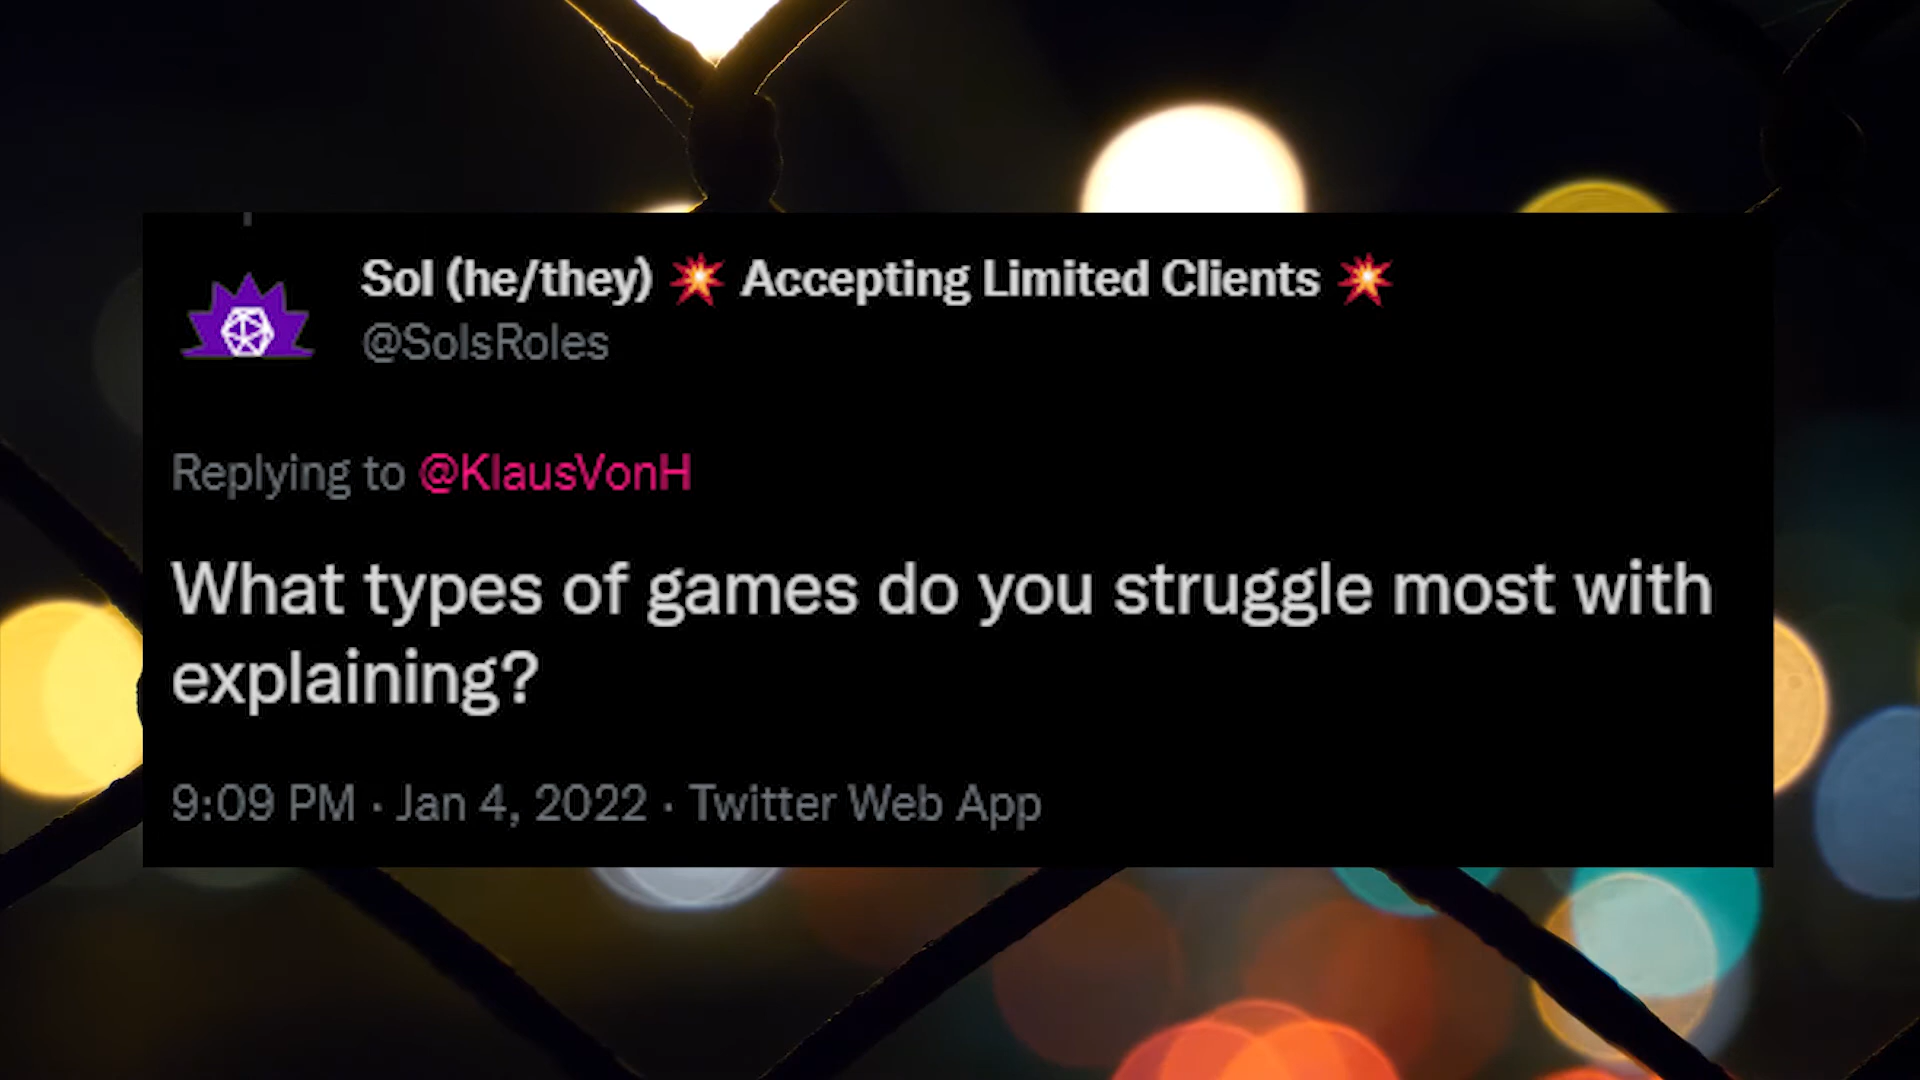 Sol (he/they) 💥 Accepting Limited Clients 💥
@SolsRoles
Replying to @KlausVonH
What types of games do you struggle most with
explaining?
9:09 PM · Jan 4, 2022 · Twitter Web App